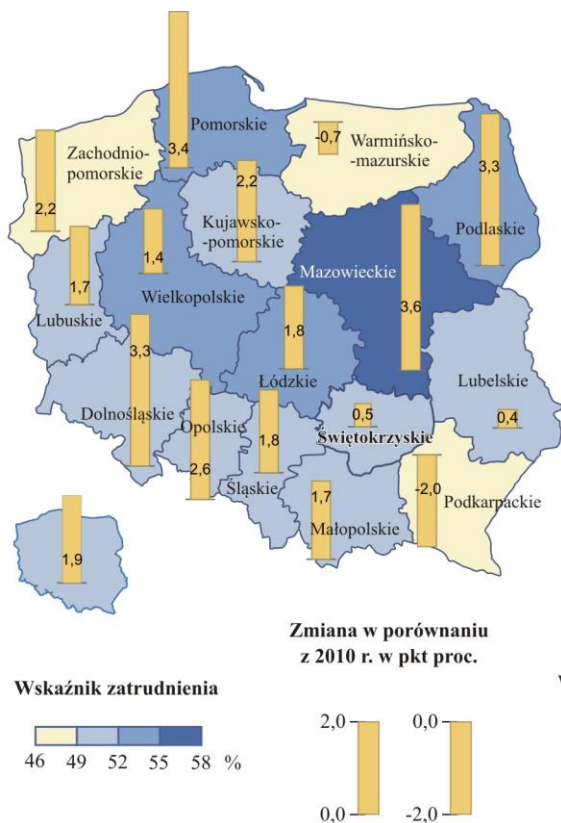 Pomorskie
3,4
-0,7
Warmińsko-
-mazurskie
3,3
Zachodnio-
pomorskie
2,2
2,2
Kujawsko-
-pomorskie
Podlaskie
1,4
Mazowieckie
1,7
Wielkopolskie
3,6
Lubuskie
1,8
3,3
Łódzkie
Lubelskie
Dolnośląskie
0,5
0,4
Opolskie
1,8
Świętokrzyskie
2,6
Śląskie
1,7
-2,0
Podkarpackie
Małopolskie
1,9
Zmiana w porównaniu
z 2010 r. w pkt proc.
Wskaźnik zatrudnienia
46 49 52 55 58 %
2,0
0,0
0,0
-2,0